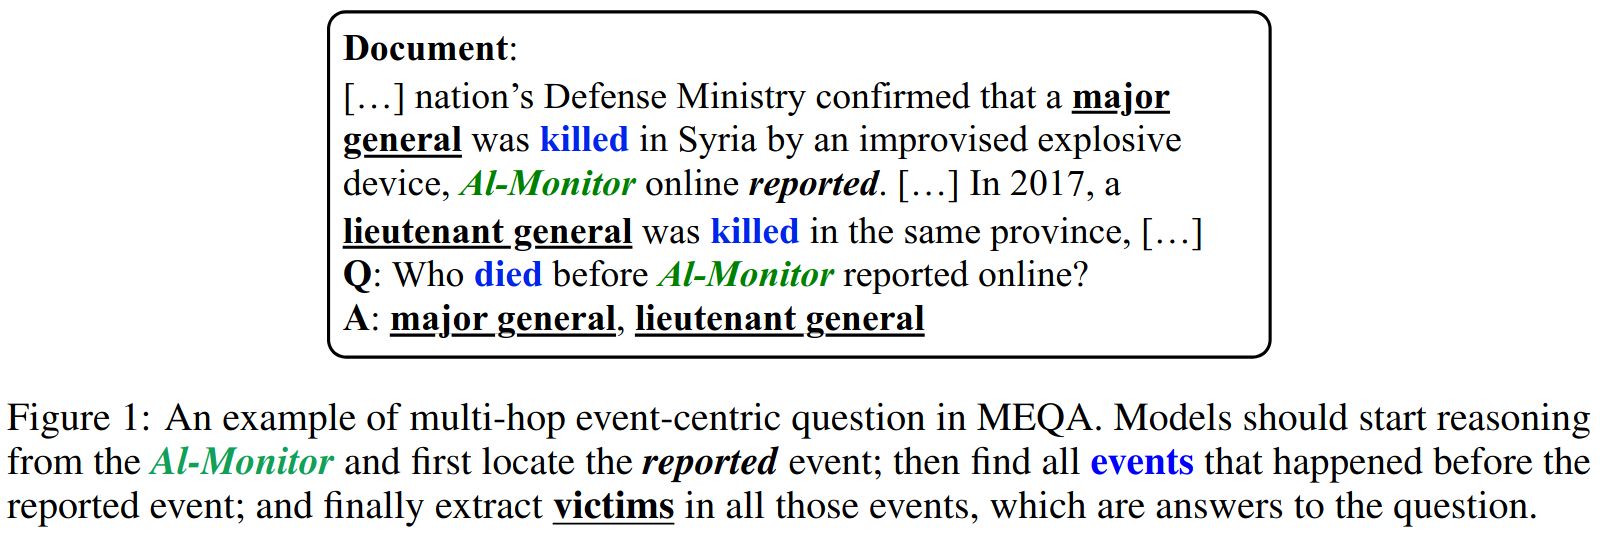 Document:
[…] nation’s Defense Ministry confirmed that a major
general was killed in Syria by an improvised explosive
device, Al-Monitor online reported. […] In 2017, a
lieutenant general was killed in the same province, […]
Q: Who died before Al-Monitor reported online?
A: major general, lieutenant general
Figure 1: An example of multi-hop event-centric question in MEQA. Models should start reasoning
from the Al-Monitor and first locate the reported event; then find all events that happened before the
reported event; and finally extract victims in all those events, which are answers to the question.